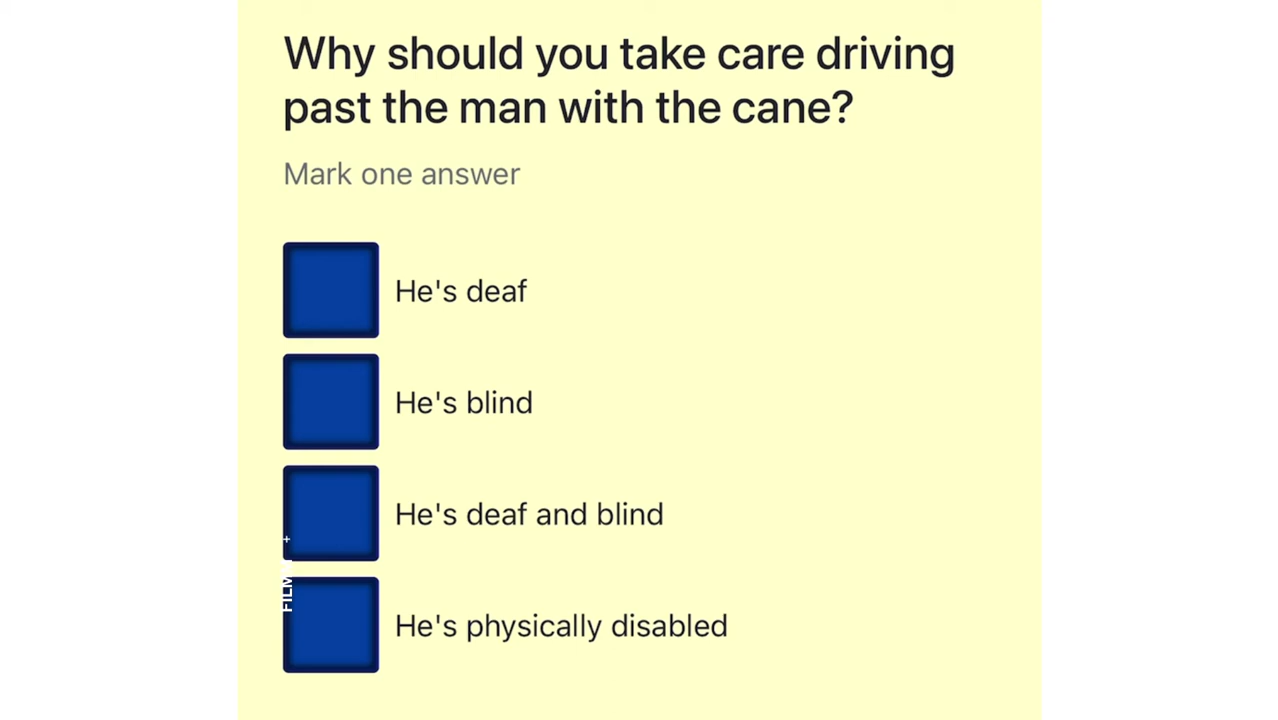 Why should you take care driving
past the man with the cane?
Mark one answer
He's deaf
He's blind
He's deaf and blind
He's physically disabled